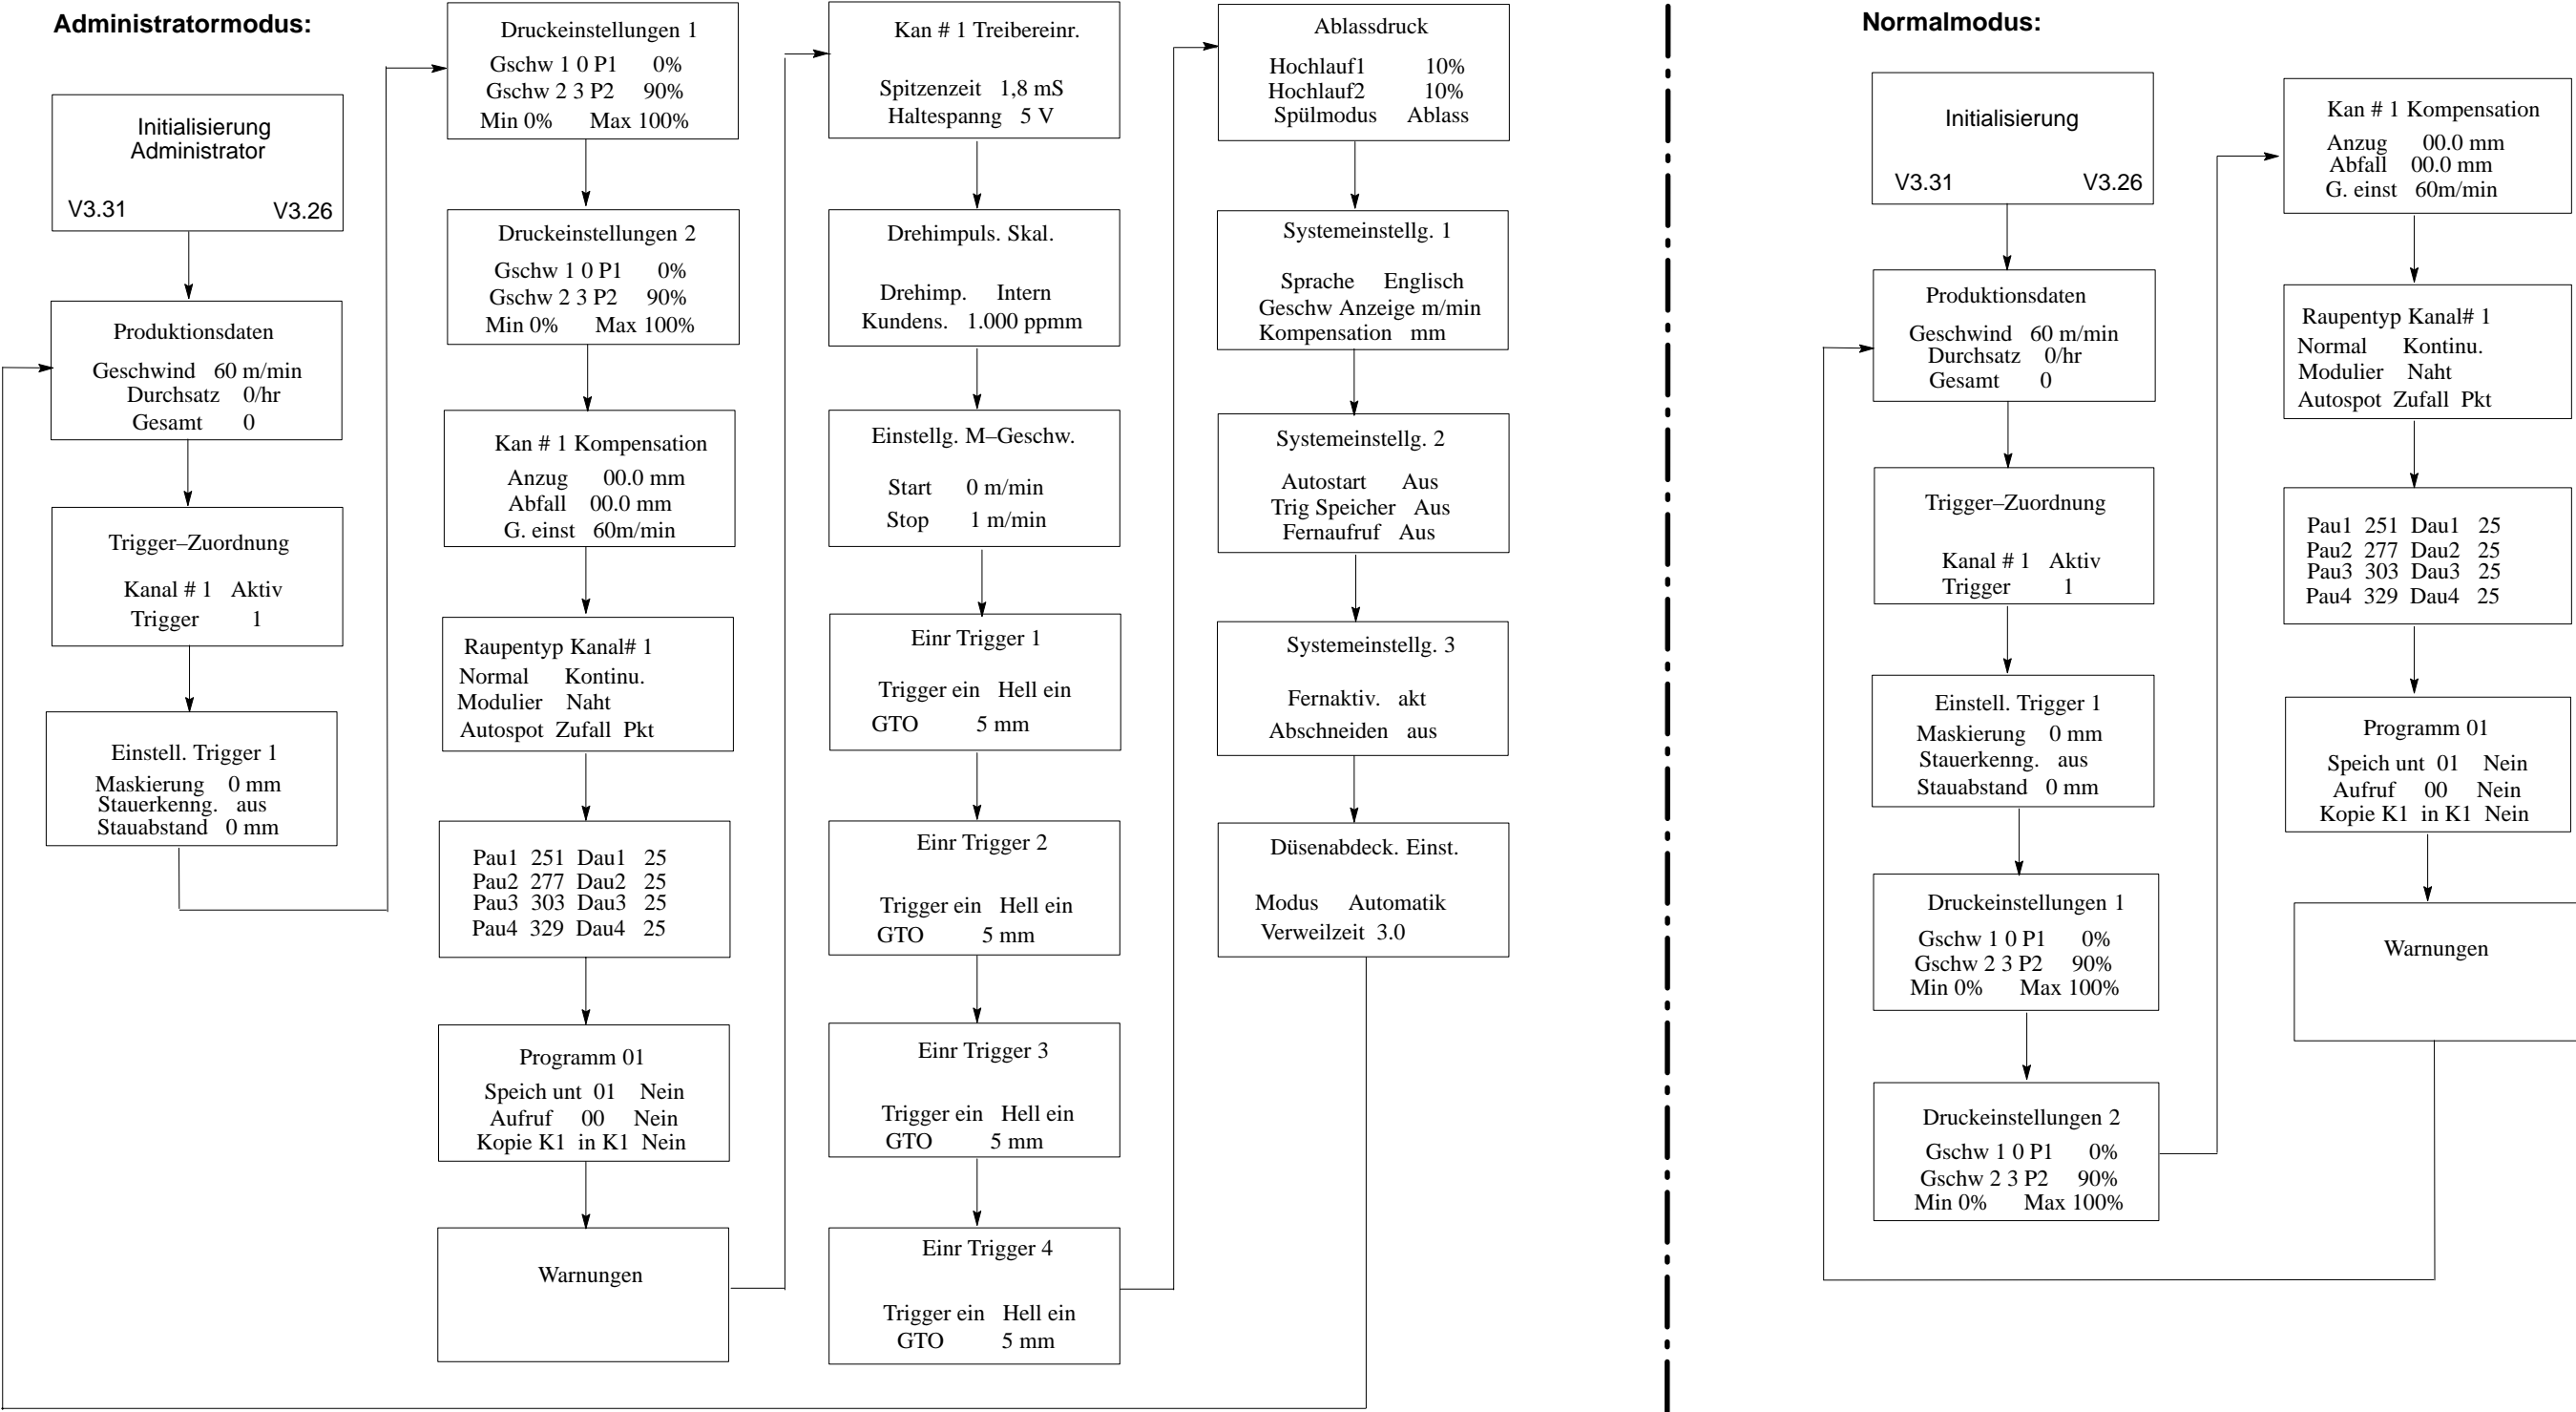 Administratormodus:
Initialisierung
Administrator
V3.31 V3.26
Produktionsdaten
Geschwind 60 m/min
Durchsatz 0/hr
Gesamt 0
Trigger–Zuordnung
Kanal # 1 Aktiv
Trigger 1
Einstell. Trigger 1
Maskierung 0 mm
Stauerkenng. aus
Stauabstand 0 mm
Druckeinstellungen 1
Gschw 1 0 P1 0%
Gschw 2 3 P2 90%
Min 0% Max 100%
Druckeinstellungen 2
Gschw 1 0 P1 0%
Gschw 2 3 P2 90%
Min 0% Max 100%
Kan # 1 Kompensation
Anzug 00.0 mm
Abfall 00.0 mm
G. einst 60m/min
Raupentyp Kanal# 1
Normal Kontinu.
Modulier Naht
Autospot Zufall Pkt
Pau1 251 Dau1 25
Pau2 277 Dau2 25
Pau3 303 Dau3 25
Pau4 329 Dau4 25
Programm 01
Speich unt 01 Nein
Aufruf 00 Nein
Kopie K1 in K1 Nein
Warnungen
Kan # 1 Treibereinr.
Spitzenzeit 1,8 mS
Haltespanng 5 V
Drehimpuls. Skal.
Drehimp. Intern
Kundens. 1.000 ppmm
Einstellg. M–Geschw.
Start 0 m/min
Stop 1 m/min
Einr Trigger 1
Trigger ein Hell ein
GTO 5 mm
Einr Trigger 2
Trigger ein Hell ein
GTO 5 mm
Einr Trigger 3
Trigger ein Hell ein
GTO 5 mm
Einr Trigger 4
Trigger ein Hell ein
GTO 5 mm
Ablassdruck
Hochlauf1 10%
Hochlauf2 10%
Spülmodus Ablass
Systemeinstellg. 1
Sprache Englisch
Geschw Anzeige m/min
Kompensation mm
Systemeinstellg. 2
Autostart Aus
Trig Speicher Aus
Fernaufruf Aus
Systemeinstellg. 3
Fernaktiv. akt
Abschneiden aus
Düsenabdeck. Einst.
Modus Automatik
Verweilzeit 3.0
Normalmodus:
Initialisierung
V3.31 V3.26
Produktionsdaten
Geschwind 60 m/min
Durchsatz 0/hr
Gesamt 0
Trigger–Zuordnung
Kanal # 1 Aktiv
Trigger 1
Einstell. Trigger 1
Maskierung 0 mm
Stauerkenng. aus
Stauabstand 0 mm
Druckeinstellungen 1
Gschw 1 0 P1 0%
Gschw 2 3 P2 90%
Min 0% Max 100%
Druckeinstellungen 2
Gschw 1 0 P1 0%
Gschw 2 3 P2 90%
Min 0% Max 100%
Kan # 1 Kompensation
Anzug 00.0 mm
Abfall 00.0 mm
G. einst 60m/min
Raupentyp Kanal# 1
Normal Kontinu.
Modulier Naht
Autospot Zufall Pkt
Pau1 251 Dau1 25
Pau2 277 Dau2 25
Pau3 303 Dau3 25
Pau4 329 Dau4 25
Programm 01
Speich unt 01 Nein
Aufruf 00 Nein
Kopie K1 in K1 Nein
Warnungen